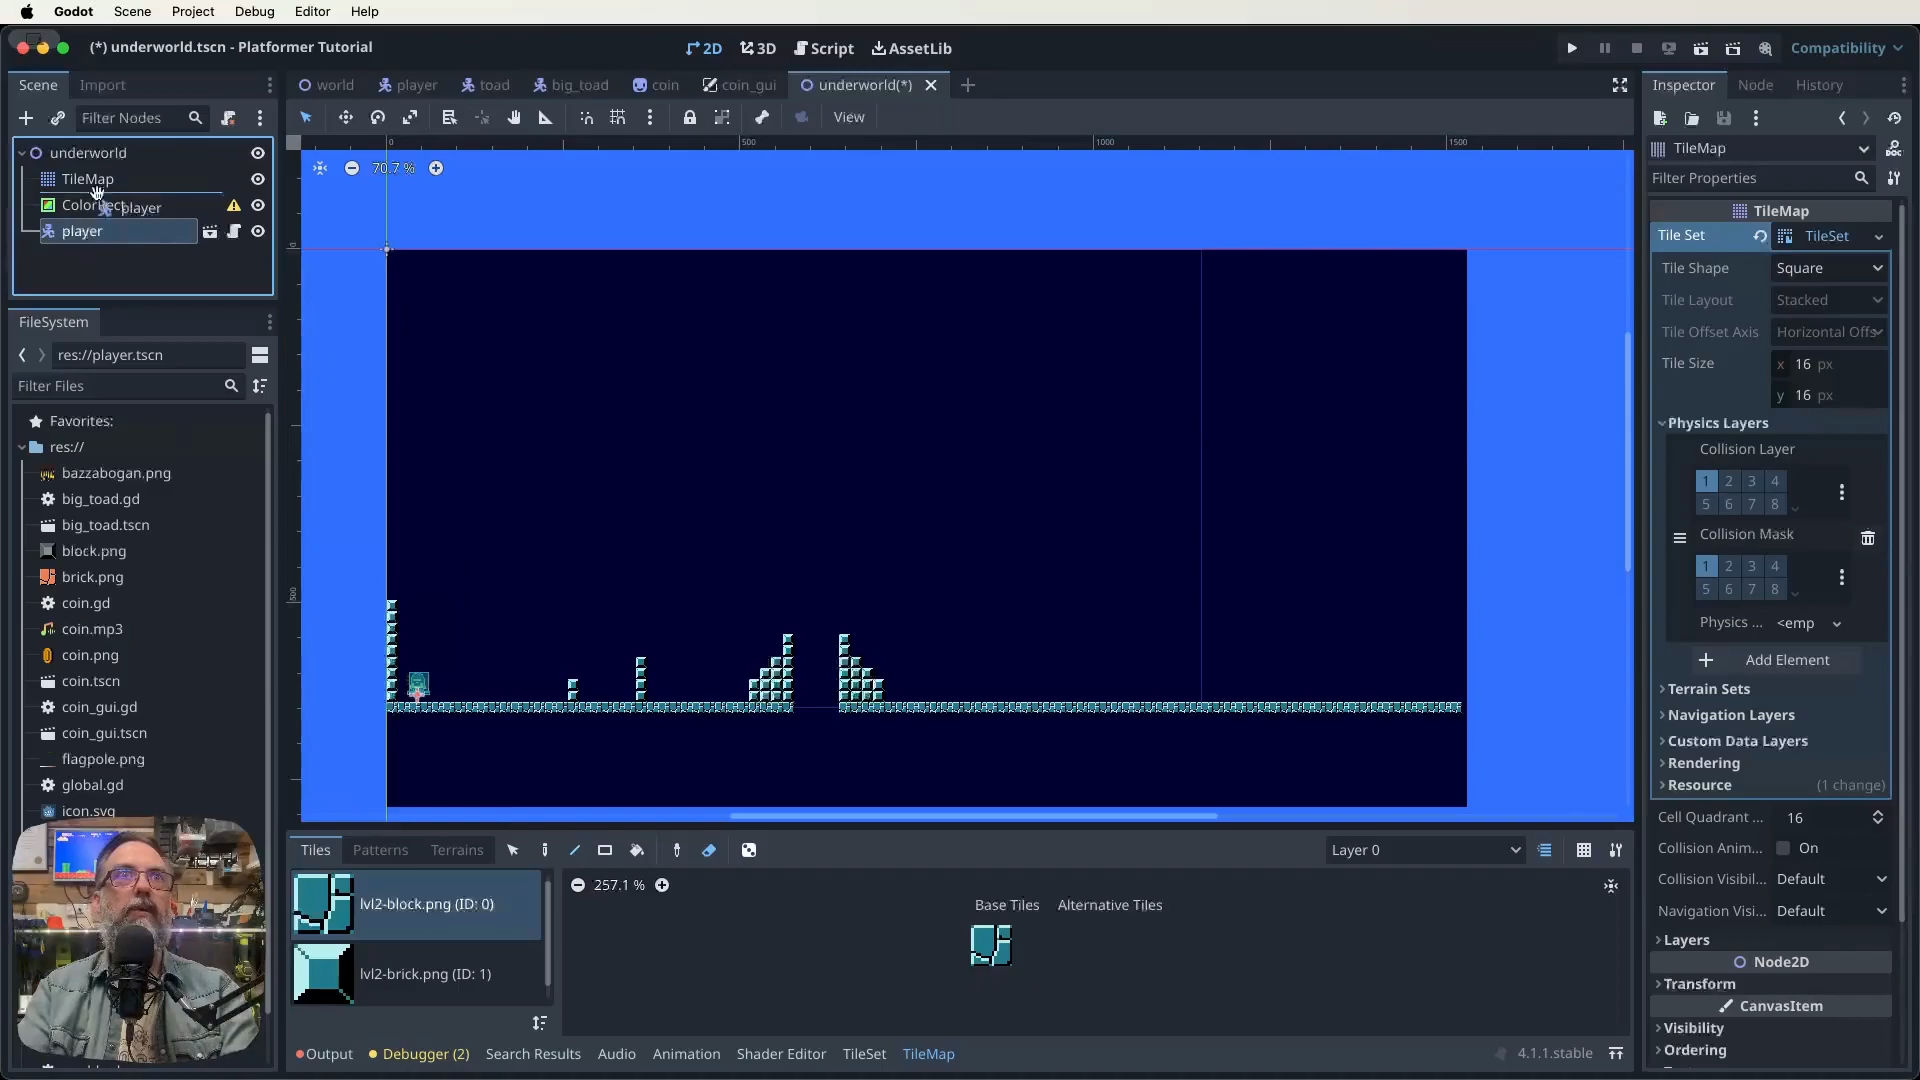 Godot Scene Project Debug Editor Help
(*) underworld.tscn - Platformer Tutorial
2D 3D Script AssetLib
Compatibility
Scene Import
world player toad big_toad coin coin_gui underworld(*)
Inspector Node History
Filter Nodes
View
underworld
TileMap
player
player
0 500 1000 1500
0
500
70.7 %
TileMap
Filter Properties
TileMap
Tile Set TileSet
Tile Shape Square
Tile Layout Stacked
Tile Offset Axis Horizontal Offs
Tile Size x 16 px
y 16 px
Physics Layers
Collision Layer
1 2 3 4
5 6 7 8
Collision Mask
1 2 3 4
5 6 7 8
Physics ... <emp
Add Element
Terrain Sets
Navigation Layers
Custom Data Layers
Rendering
Resource (1 change)
Cell Quadrant ... 16
Collision Anim... On
Collision Visibil... Default
Navigation Visi... Default
Layers
Node2D
Transform
CanvasItem
Visibility
Ordering
FileSystem
res://player.tscn
Filter Files
Favorites:
res://
bazzabogan.png
big_toad.gd
big_toad.tscn
block.png
brick.png
coin.gd
coin.mp3
coin.png
coin.tscn
coin_gui.gd
coin_gui.tscn
flagpole.png
global.gd
icon.svg
Tiles Patterns Terrains
Layer 0
lvl2-block.png (ID: 0)
lvl2-brick.png (ID: 1)
257.1 %
Base Tiles Alternative Tiles
Output Debugger (2) Search Results Audio Animation Shader Editor TileSet TileMap
4.1.1.stable